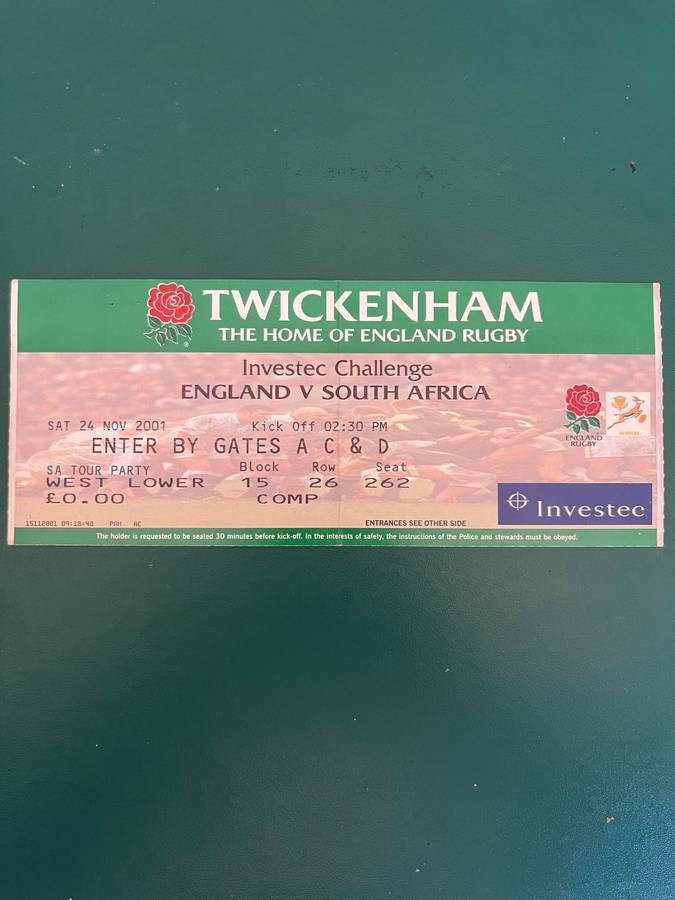 TWICKENHAM
THE HOME OF ENGLAND RUGBY
Investec Challenge
ENGLAND V SOUTH AFRICA
SAT 24 NOV 2001 Kick Off 02:30 PM
ENTER BY GATES A C & D
ENGLAND
RUGBY
SA TOUR PARTY Block Row Seat
WEST LOWER 15 26 262
£0.00 COMP
Investec
15112001 09:18:48 PAM AC ENTRANCES SEE OTHER SIDE
The holder is requested to be seated 30 minutes before kick-off. In the interests of safety, the instructions of the Police and stewards must be obeyed.